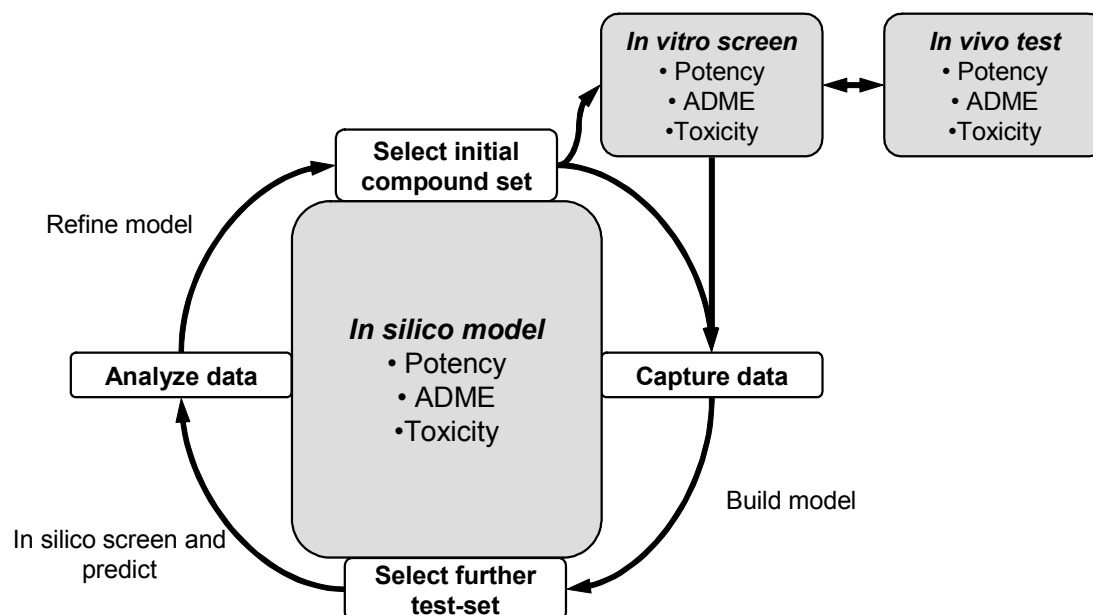 In vitro screen
• Potency
• ADME
•Toxicity
In vivo test
• Potency
• ADME
•Toxicity
Select initial
compound set
Refine model
In silico model
• Potency
• ADME
•Toxicity
Analyze data
Capture data
Build model
In silico screen and
predict
Select further
test-set